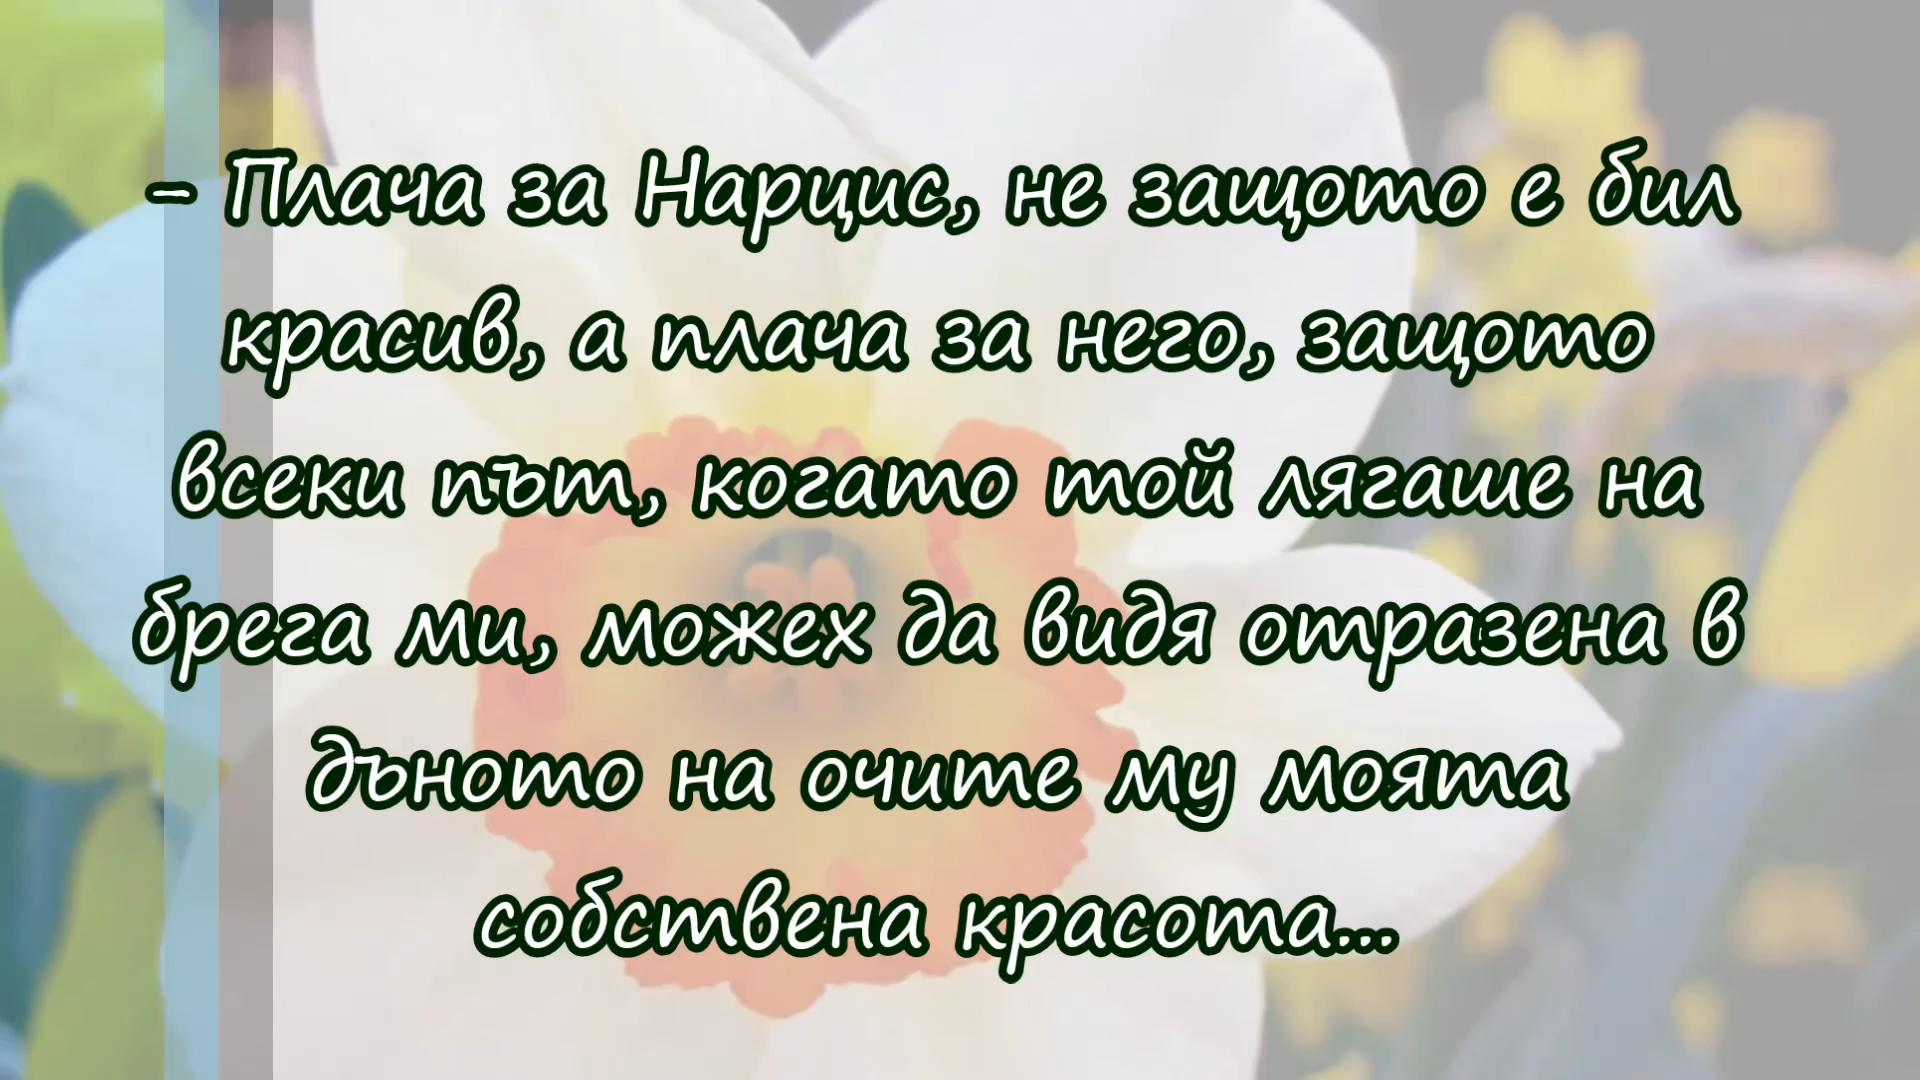 – Плача за Нарцис, не защото е бил
красив, а плача за него, защото
всеки път, когато той лягаше на
брега ми, можех да видя отразена в
дъното на очите му моята
собствена красота...